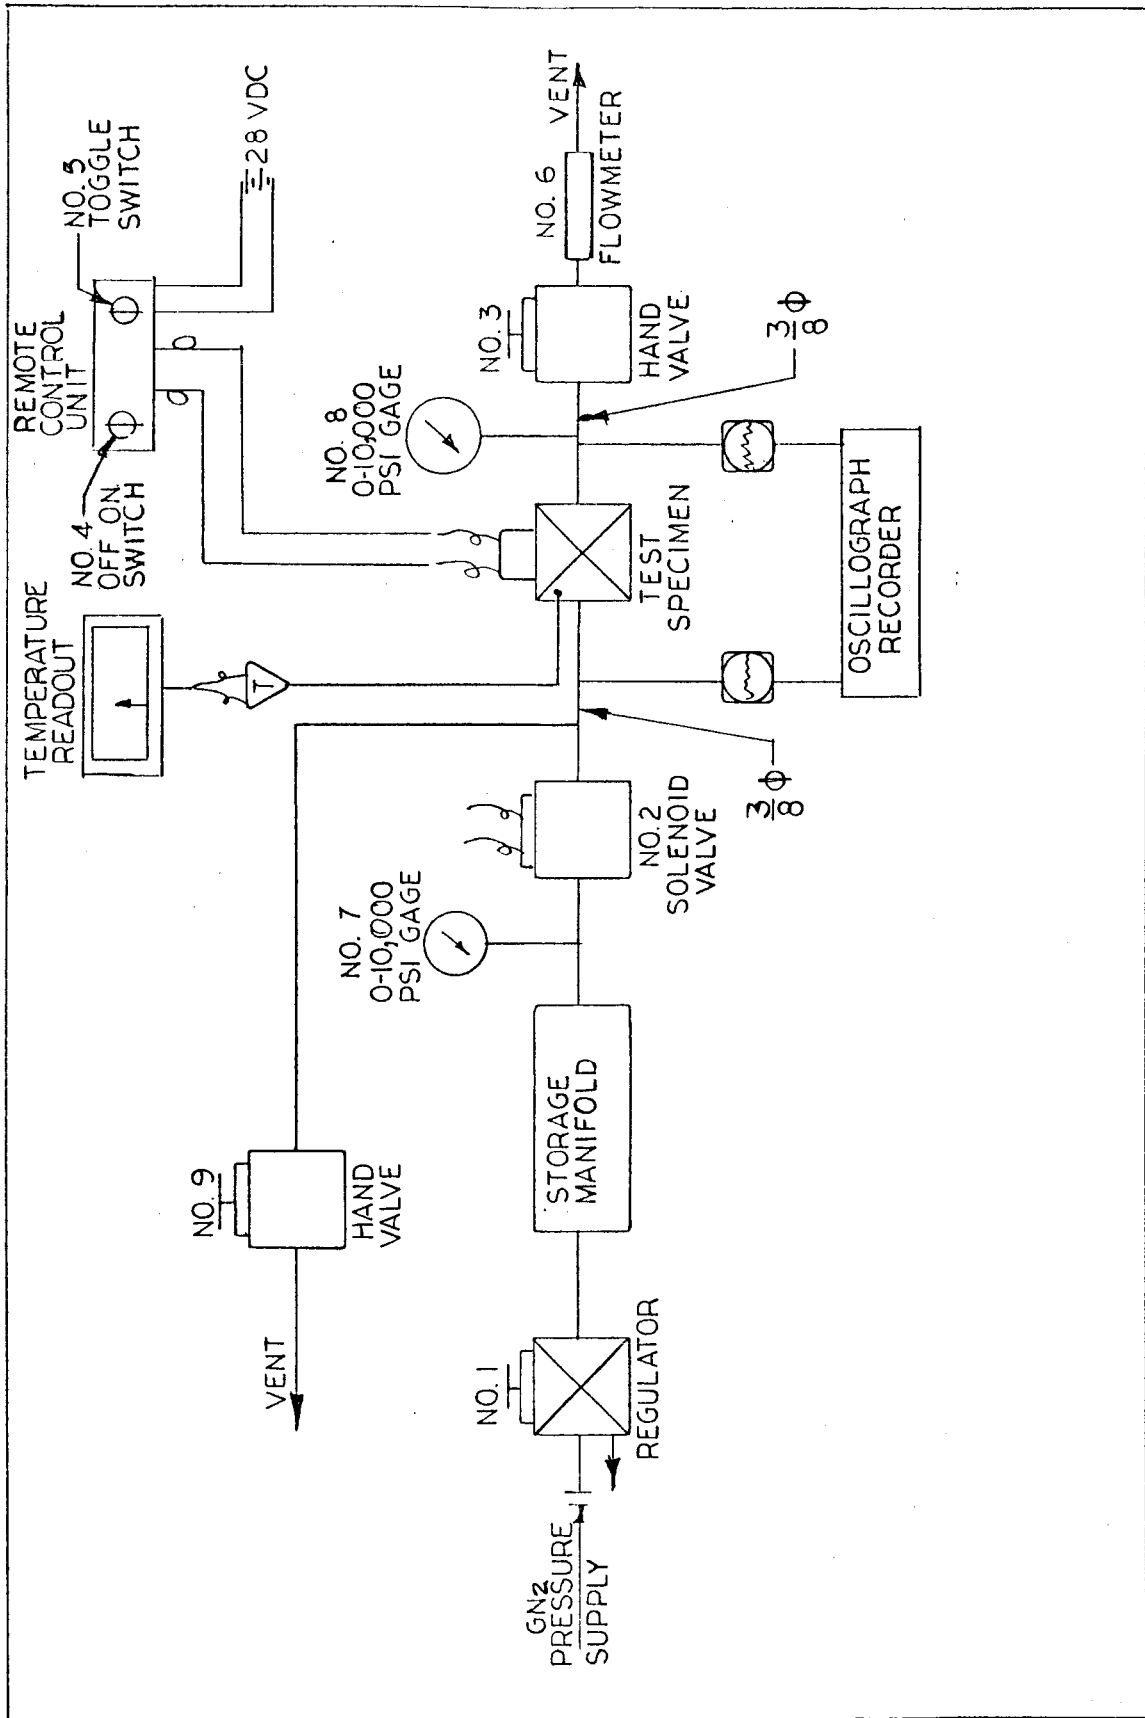 TEMPERATURE
READOUT
REMOTE
CONTROL
UNIT
NO. 4
OFF ON
SWITCH
NO. 5
TOGGLE
SWITCH
28 VDC
T
NO. 9
HAND
VALVE
VENT
NO. 7
0-10,000
PSI GAGE
NO. 8
0-10,000
PSI GAGE
GN2
PRESSURE
SUPPLY
NO. 1
REGULATOR
STORAGE
MANIFOLD
NO. 2
SOLENOID
VALVE
TEST
SPECIMEN
NO. 3
HAND
VALVE
NO. 6
FLOWMETER
VENT
3/8 ϕ
3/8 ϕ
OSCILLOGRAPH
RECORDER